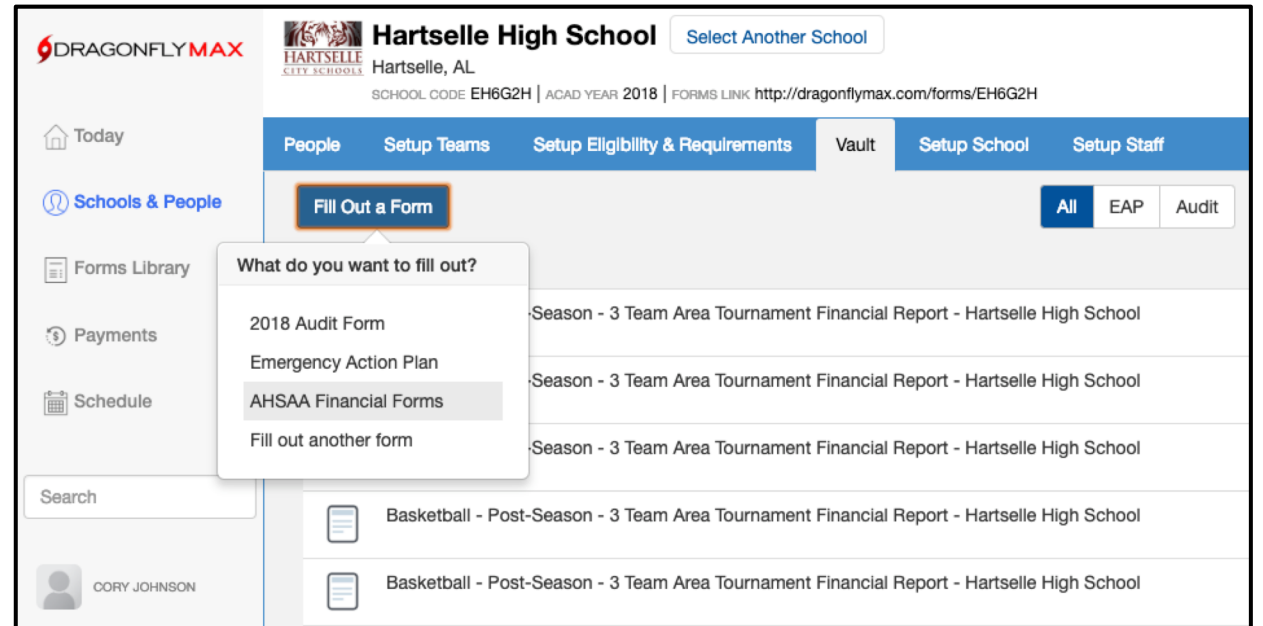 DRAGONFLYMAX
HARTSELLE
CITY SCHOOLS
Hartselle High School
Select Another School
Hartselle, AL
SCHOOL CODE EH6G2H | ACAD YEAR 2018 | FORMS LINK http://dragonflymax.com/forms/EH6G2H
Today
Schools & People
Forms Library
Payments
Schedule
Search
CORY JOHNSON
People
Setup Teams
Setup Eligibility & Requirements
Vault
Setup School
Setup Staff
Fill Out a Form
All
EAP
Audit
What do you want to fill out?
2018 Audit Form
Emergency Action Plan
AHSAA Financial Forms
Fill out another form
-Season - 3 Team Area Tournament Financial Report - Hartselle High School
-Season - 3 Team Area Tournament Financial Report - Hartselle High School
-Season - 3 Team Area Tournament Financial Report - Hartselle High School
Basketball - Post-Season - 3 Team Area Tournament Financial Report - Hartselle High School
Basketball - Post-Season - 3 Team Area Tournament Financial Report - Hartselle High School